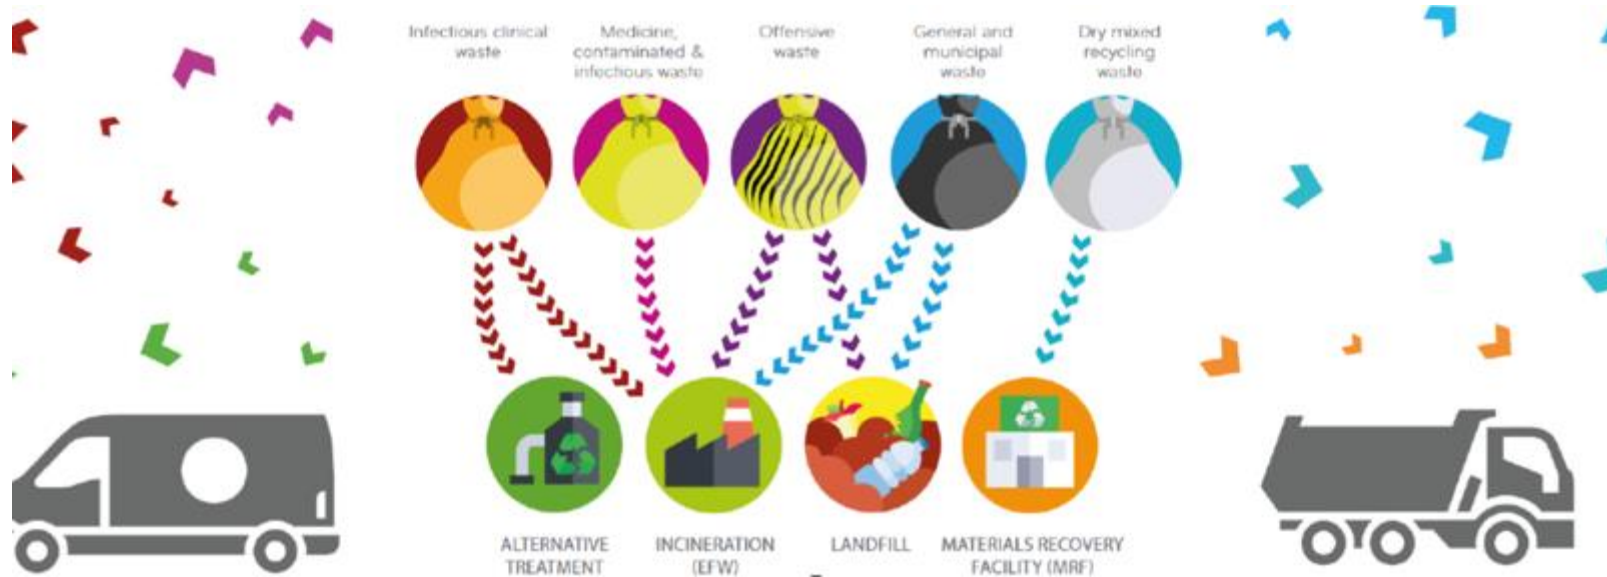 Infectious clinical
waste
Medicine,
contaminated &
infectious waste
Offensive
waste
General and
municipal
waste
Dry mixed
recycling
waste
ALTERNATIVE
TREATMENT
INCINERATION
(EFW)
LANDFILL
MATERIALS RECOVERY
FACILITY (MRF)